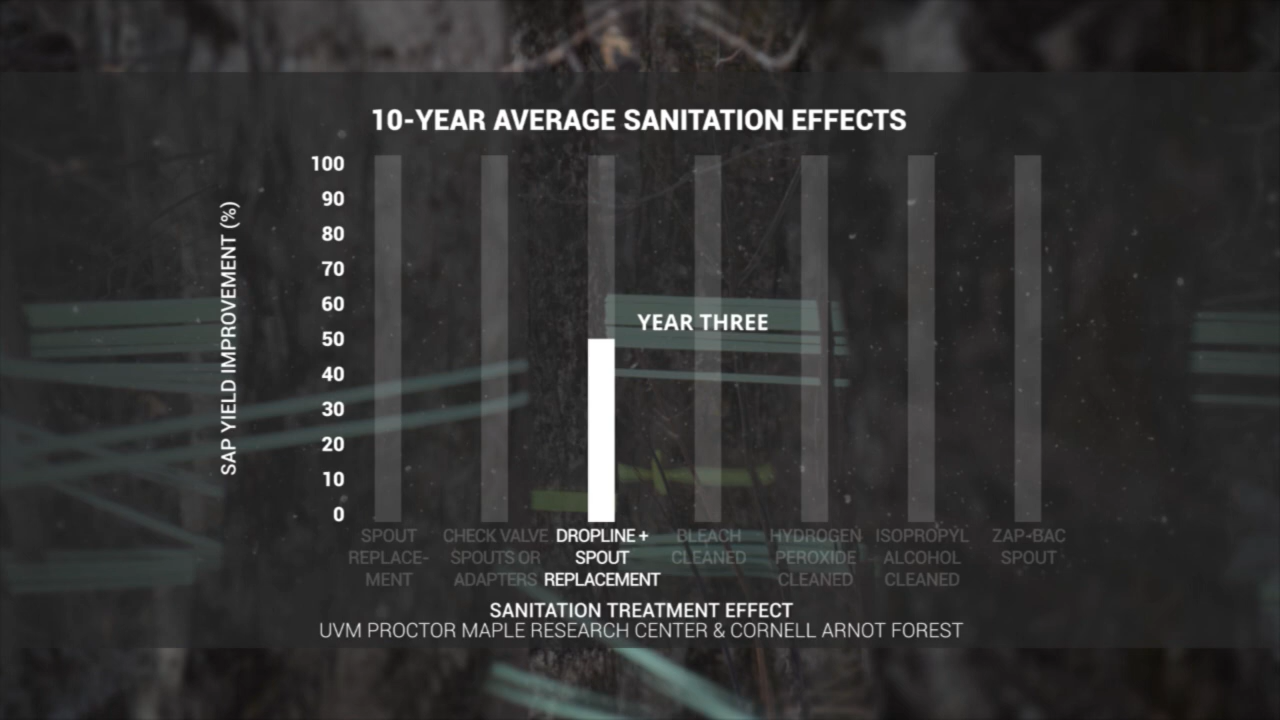 10-YEAR AVERAGE SANITATION EFFECTS
SAP YIELD IMPROVEMENT (%)
100
90
80
70
60
50
40
30
20
10
0
YEAR THREE
SPOUT
REPLACE-
MENT
CHECK VALVE
SPOUTS OR
ADAPTERS
DROPLINE +
SPOUT
REPLACEMENT
BLEACH
CLEANED
HYDROGEN
PEROXIDE
CLEANED
ISOPROPYL
ALCOHOL
CLEANED
ZAP-BAC
SPOUT
SANITATION TREATMENT EFFECT
UVM PROCTOR MAPLE RESEARCH CENTER & CORNELL ARNOT FOREST